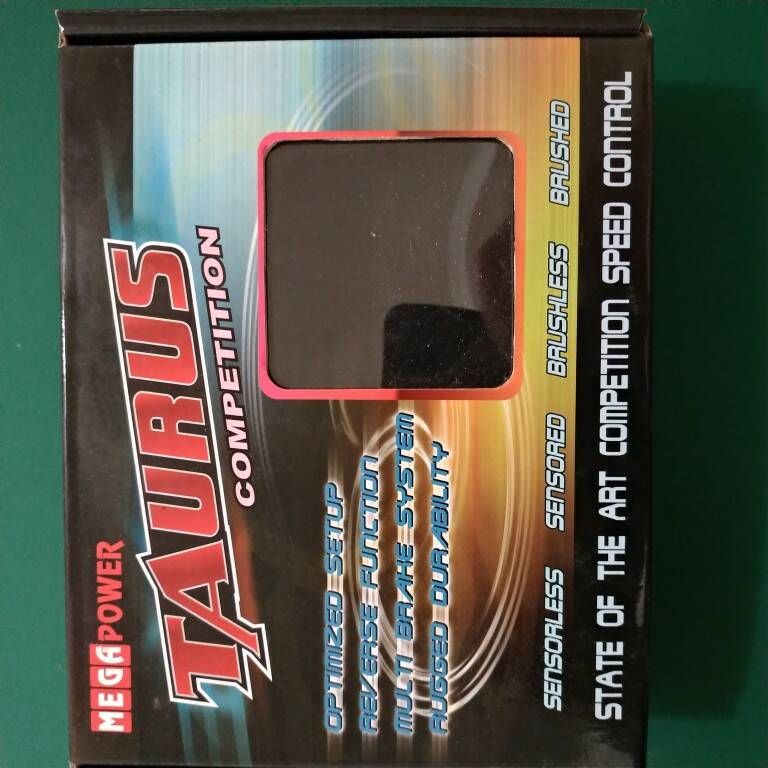 MEGAPOWER
TAURUS
COMPETITION
OPTIMIZED SETUP
REVERSE FUNCTION
MULTI BRAKE SYSTEM
RUGGED DURABILITY
SENSORLESS SENSORED BRUSHLESS BRUSHED
STATE OF THE ART COMPETITION SPEED CONTROL